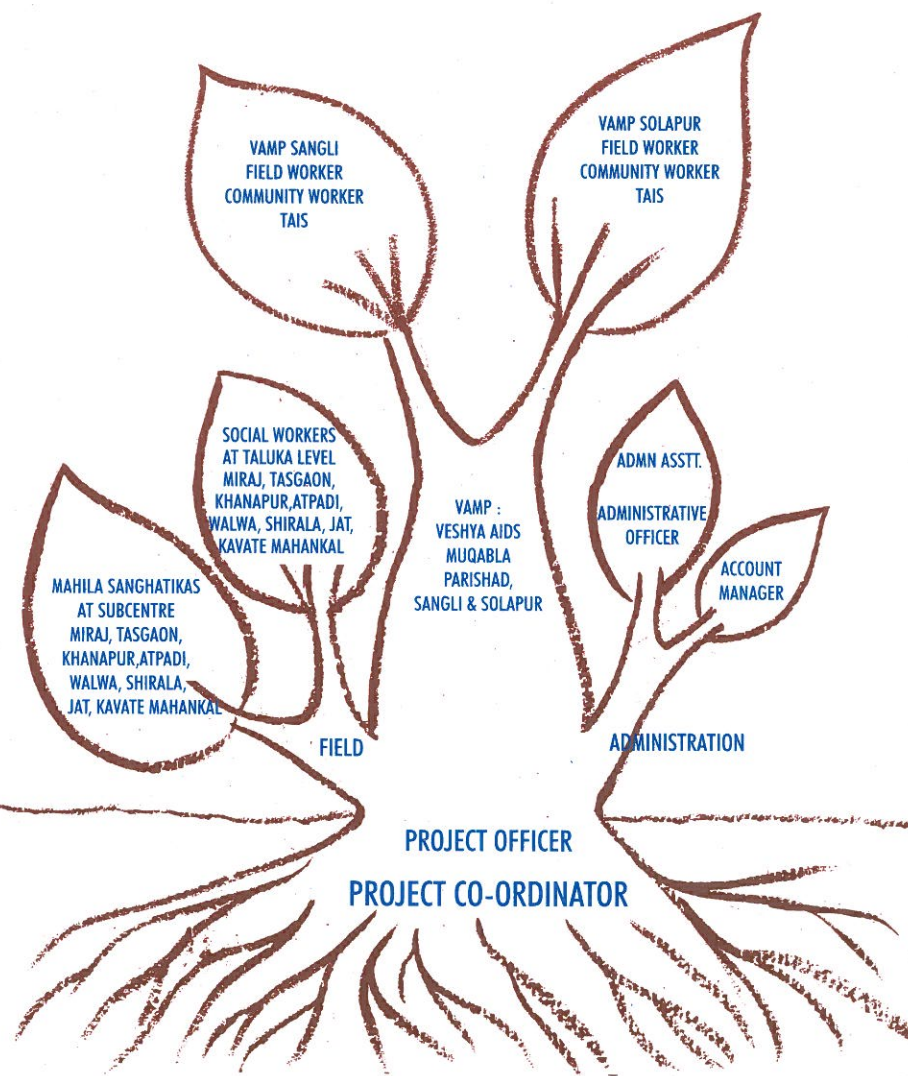 VAMP SANGLI
FIELD WORKER
COMMUNITY WORKER
TAIS
VAMP SOLAPUR
FIELD WORKER
COMMUNITY WORKER
TAIS
SOCIAL WORKERS
AT TALUKA LEVEL
MIRAJ, TASGAON,
KHANAPUR,ATPADI,
WALWA, SHIRALA, JAT,
KAVATE MAHANKAL
ADMN ASSTT.
ADMINISTRATIVE
OFFICER
VAMP :
VESHYA AIDS
MUQABLA
PARISHAD,
SANGLI & SOLAPUR
ACCOUNT
MANAGER
MAHILA SANGHATIKAS
AT SUBCENTRE
MIRAJ, TASGAON,
KHANAPUR,ATPADI,
WALWA, SHIRALA,
JAT, KAVATE MAHANKAL
FIELD
ADMINISTRATION
PROJECT OFFICER
PROJECT CO-ORDINATOR